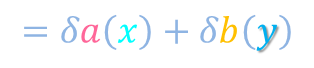 = δa(x) + δb(y)